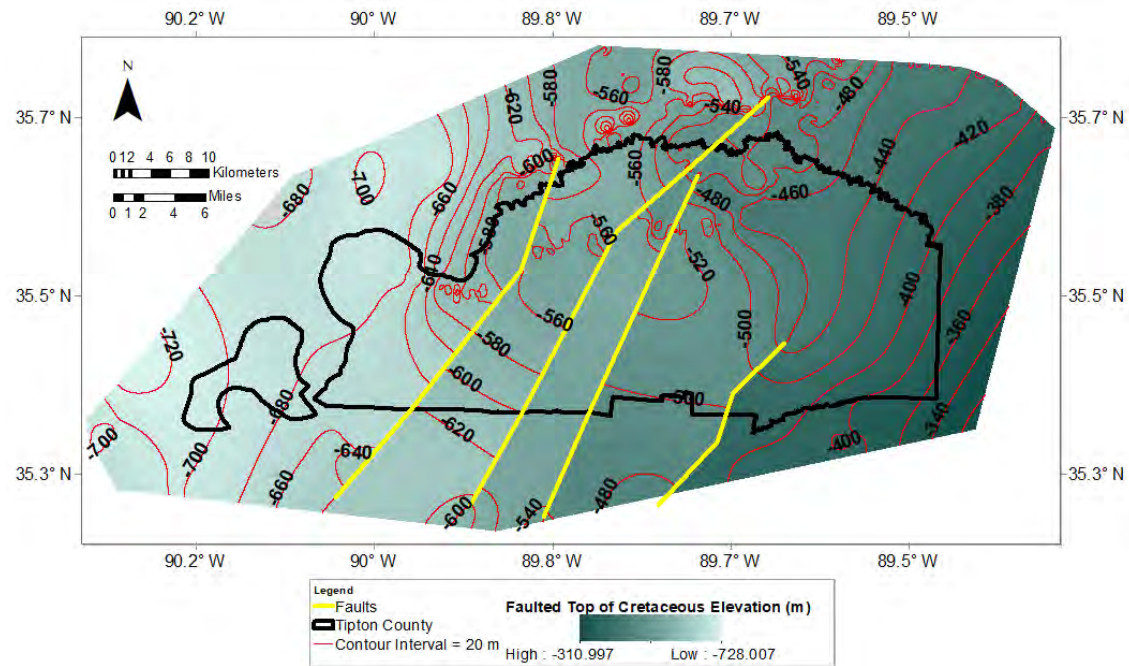 90.2° W 90° W 89.8° W 89.7° W 89.5° W
N
35.7° N 35.7° N
0 1 2 4 6 8 10
Kilometers
Miles
0 1 2 4 6
35.5° N 35.5° N
35.3° N 35.3° N
-580
-620
-580
-560
-540
-540
-480
-420
-440
-600
-560
-460
-480
-380
-700
-680
-660
-580
-560
-520
-640
-400
-560
-500
-360
-720
-580
-600
-500
-680
-620
-340
-640
-400
-700
-700
-660
-600
-540
-480
90.2° W 90° W 89.8° W 89.7° W 89.5° W
Legend
Faults
Tipton County
Contour Interval = 20 m
Faulted Top of Cretaceous Elevation (m)
High : -310.997 Low : -728.007